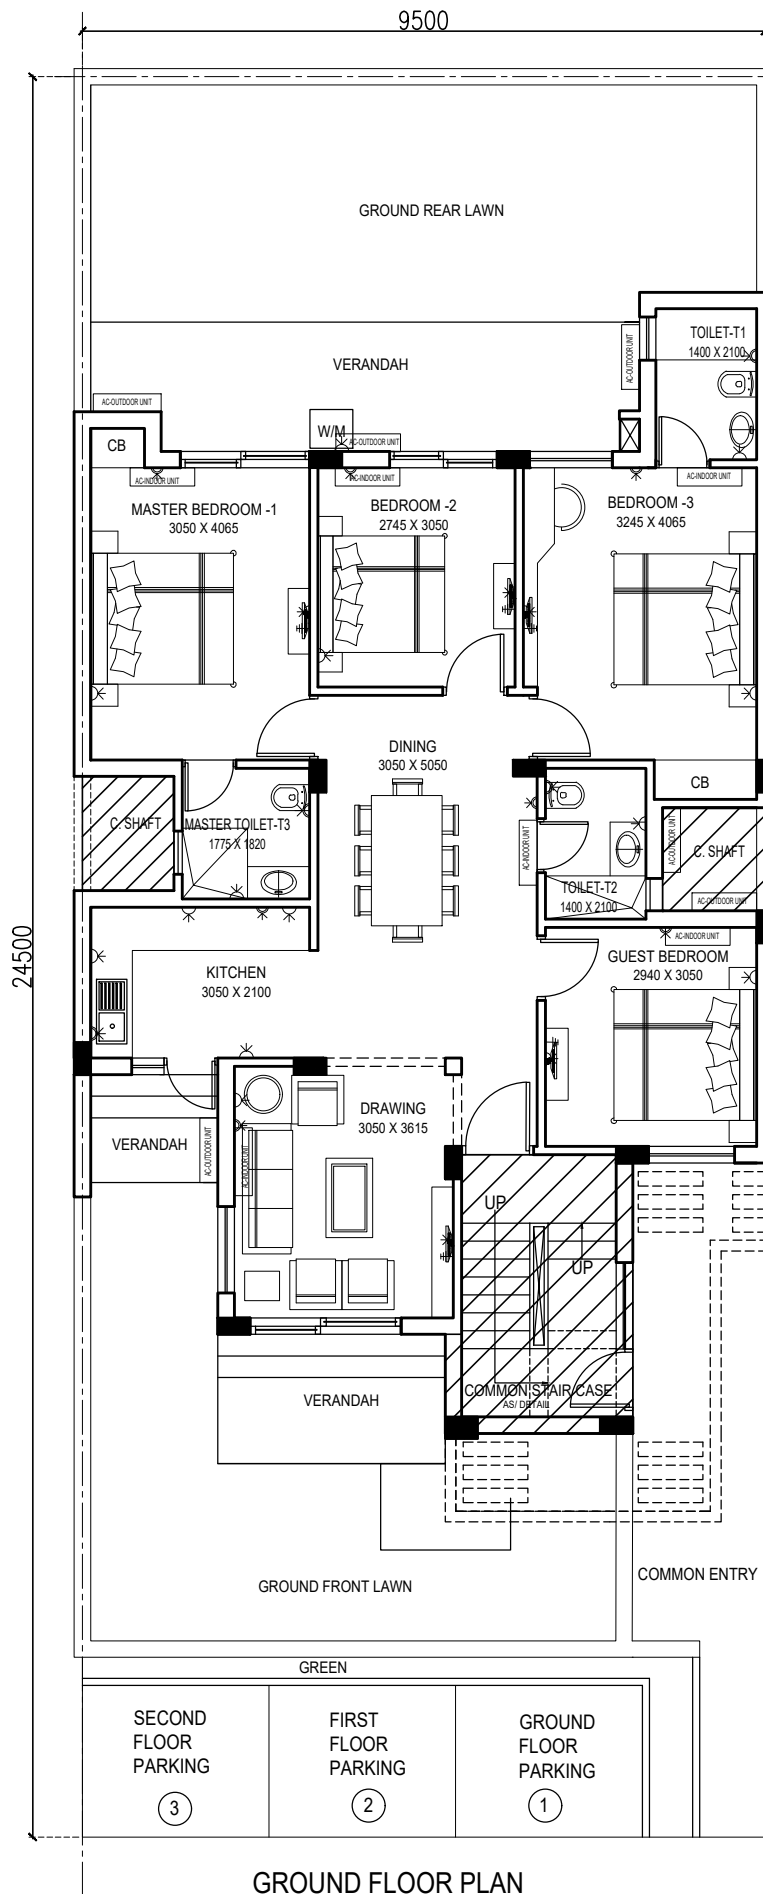 9500
24500
GROUND REAR LAWN
TOILET-T1
1400 X 2100
VERANDAH
AC-OUTDOOR UNIT
AC-OUTDOOR UNIT
W/M
AC-OUTDOOR UNIT
CB
AC-INDOOR UNIT
AC-INDOOR UNIT
AC-INDOOR UNIT
MASTER BEDROOM -1
3050 X 4065
BEDROOM -2
2745 X 3050
BEDROOM -3
3245 X 4065
DINING
3050 X 5050
CB
C. SHAFT
MASTER TOILET-T3
1775 X 1820
AC-INDOOR UNIT
AC-OUTDOOR UNIT
C. SHAFT
TOILET-T2
1400 X 2100
AC-OUTDOOR UNIT
AC-INDOOR UNIT
GUEST BEDROOM
2940 X 3050
KITCHEN
3050 X 2100
DRAWING
3050 X 3615
VERANDAH
AC-OUTDOOR UNIT
AC-INDOOR UNIT
UP
UP
COMMON STAIR CASE
AS/ DETAIL
VERANDAH
COMMON ENTRY
GROUND FRONT LAWN
GREEN
SECOND
FLOOR
PARKING
3
FIRST
FLOOR
PARKING
2
GROUND
FLOOR
PARKING
1
GROUND FLOOR PLAN